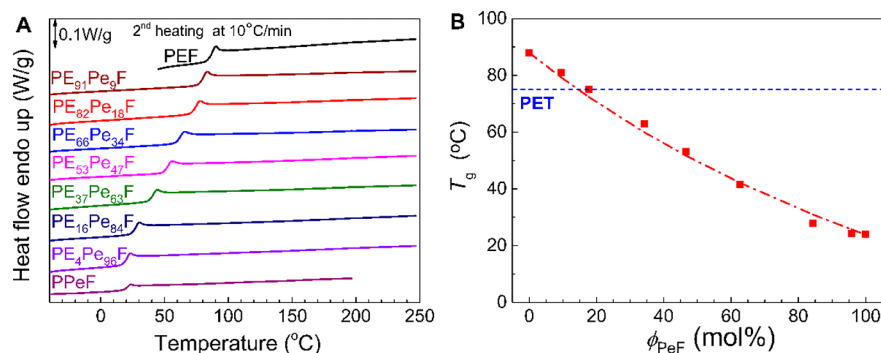 A
0.1W/g
2nd heating at 10°C/min
PEF
PE91Pe9F
PE82Pe18F
PE66Pe34F
PE53Pe47F
PE37Pe63F
PE16Pe84F
PE4Pe96F
PPeF
Heat flow endo up (W/g)
0 50 100 150 200 250
Temperature (°C)
B
100
80
60
40
20
0
PET
Tg (°C)
0 20 40 60 80 100
ϕPeF (mol%)